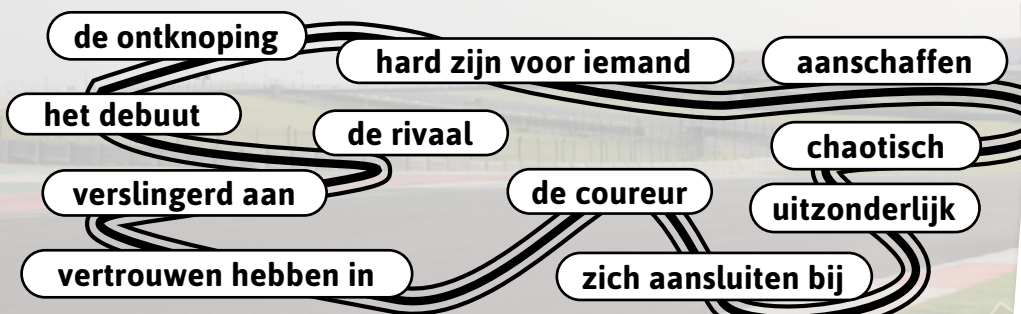 de ontknoping
hard zijn voor iemand
aanschaffen
het debuut
de rivaal
chaotisch
verslingerd aan
de coureur
uitzonderlijk
vertrouwen hebben in
zich aansluiten bij